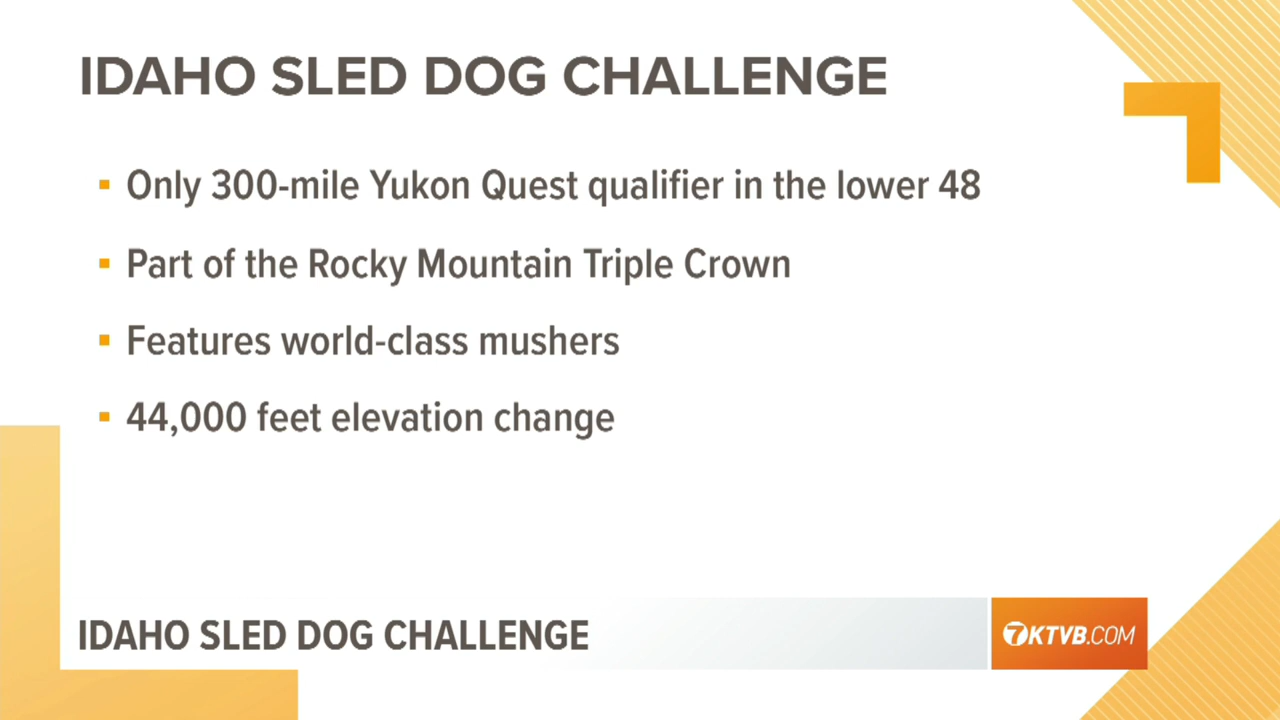 IDAHO SLED DOG CHALLENGE
Only 300-mile Yukon Quest qualifier in the lower 48
Part of the Rocky Mountain Triple Crown
Features world-class mushers
44,000 feet elevation change
IDAHO SLED DOG CHALLENGE
7KTVB.COM